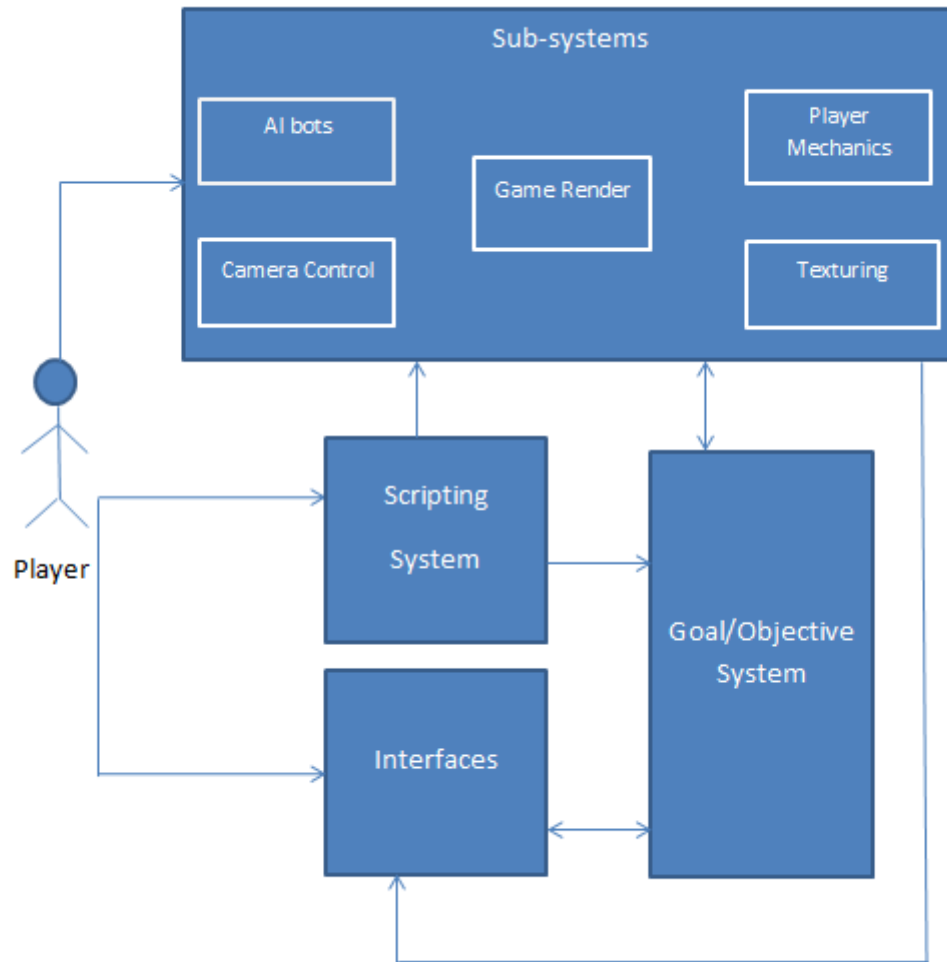 Sub-systems
AI bots
Player
Mechanics
Game Render
Camera Control
Texturing
Player
Scripting
System
Goal/Objective
System
Interfaces